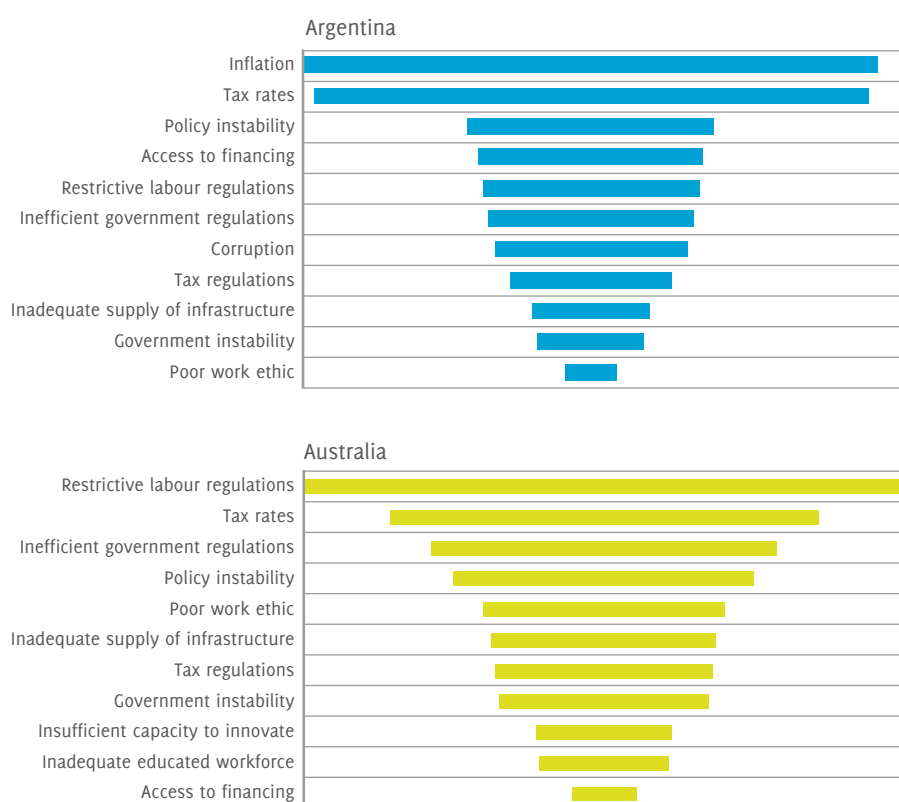 Argentina
Inflation
Tax rates
Policy instability
Access to financing
Restrictive labour regulations
Inefficient government regulations
Corruption
Tax regulations
Inadequate supply of infrastructure
Government instability
Poor work ethic
Australia
Restrictive labour regulations
Tax rates
Inefficient government regulations
Policy instability
Poor work ethic
Inadequate supply of infrastructure
Tax regulations
Government instability
Insufficient capacity to innovate
Inadequate educated workforce
Access to financing